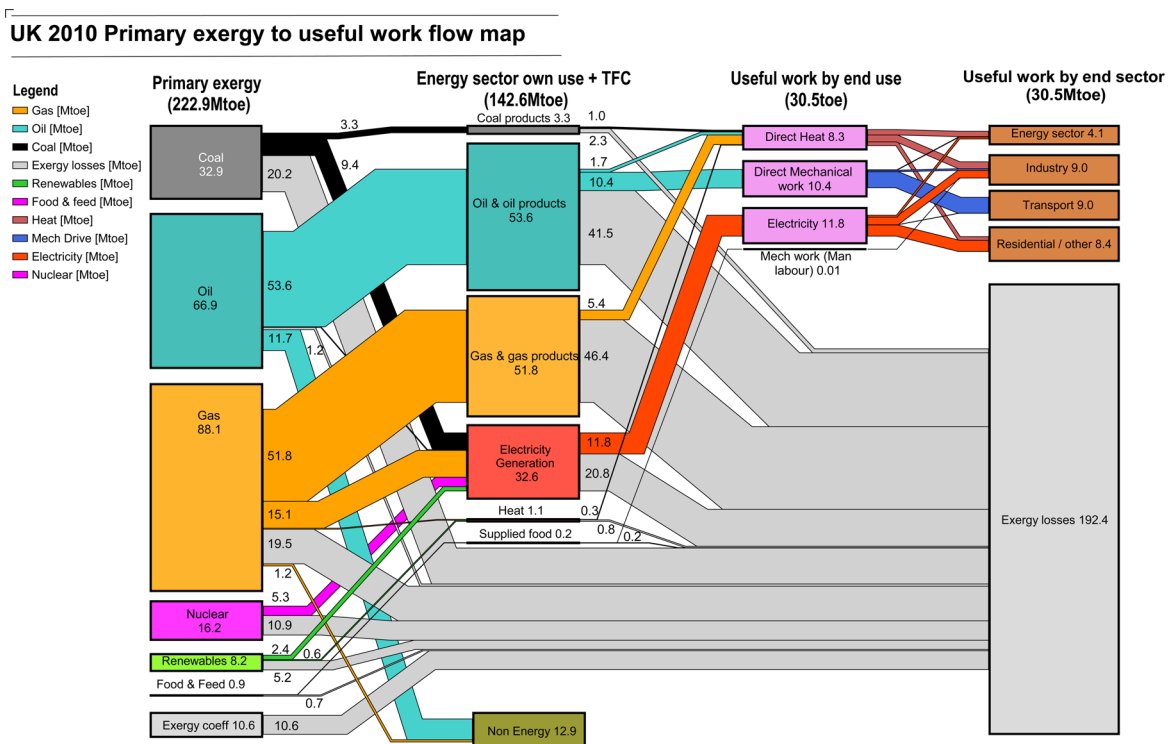 UK 2010 Primary exergy to useful work flow map
Legend
Gas [Mtoe]
Oil [Mtoe]
Coal [Mtoe]
Exergy losses [Mtoe]
Renewables [Mtoe]
Food & feed [Mtoe]
Heat [Mtoe]
Mech Drive [Mtoe]
Electricity [Mtoe]
Nuclear [Mtoe]
Primary exergy
(222.9Mtoe)
Coal
32.9
Oil
66.9
Gas
88.1
Nuclear
16.2
Renewables 8.2
Food & Feed 0.9
Exergy coeff 10.6
3.3
9.4
20.2
53.6
11.7
1.2
51.8
15.1
19.5
1.2
5.3
10.9
2.4
0.6
5.2
0.7
10.6
Energy sector own use + TFC
(142.6Mtoe)
Coal products 3.3
Oil & oil products
53.6
Gas & gas products
51.8
Electricity
Generation
32.6
Heat 1.1
Supplied food 0.2
Non Energy 12.9
1.0
2.3
1.7
10.4
41.5
5.4
46.4
11.8
20.8
0.3
0.8
0.2
Useful work by end use
(30.5toe)
Direct Heat 8.3
Direct Mechanical
work 10.4
Electricity 11.8
Mech work (Man
labour) 0.01
Useful work by end sector
(30.5Mtoe)
Energy sector 4.1
Industry 9.0
Transport 9.0
Residential / other 8.4
Exergy losses 192.4